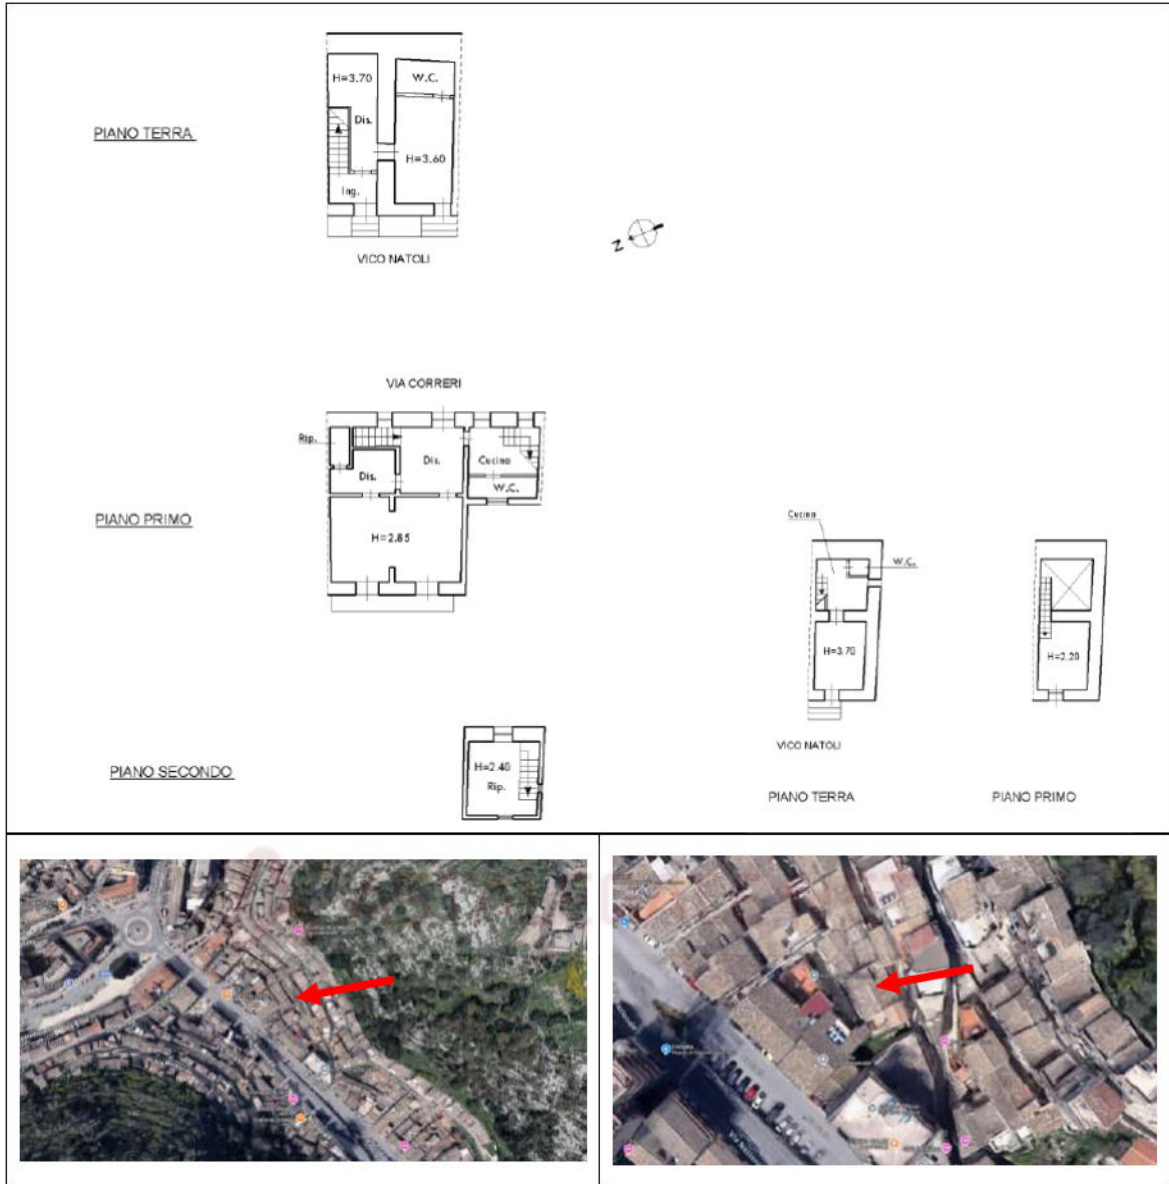 PIANO TERRA
H=3.70
W.C.
Dis.
H=3.60
Ing.
VICO NATOLI
N
VIA CORRERI
Rip.
Dis.
Dis.
Cucina
W.C.
PIANO PRIMO
H=2.85
PIANO SECONDO
H=2.40
Rip.
Cucina
W.C.
H=3.70
VICO NATOLI
PIANO TERRA
H=2.20
PIANO PRIMO